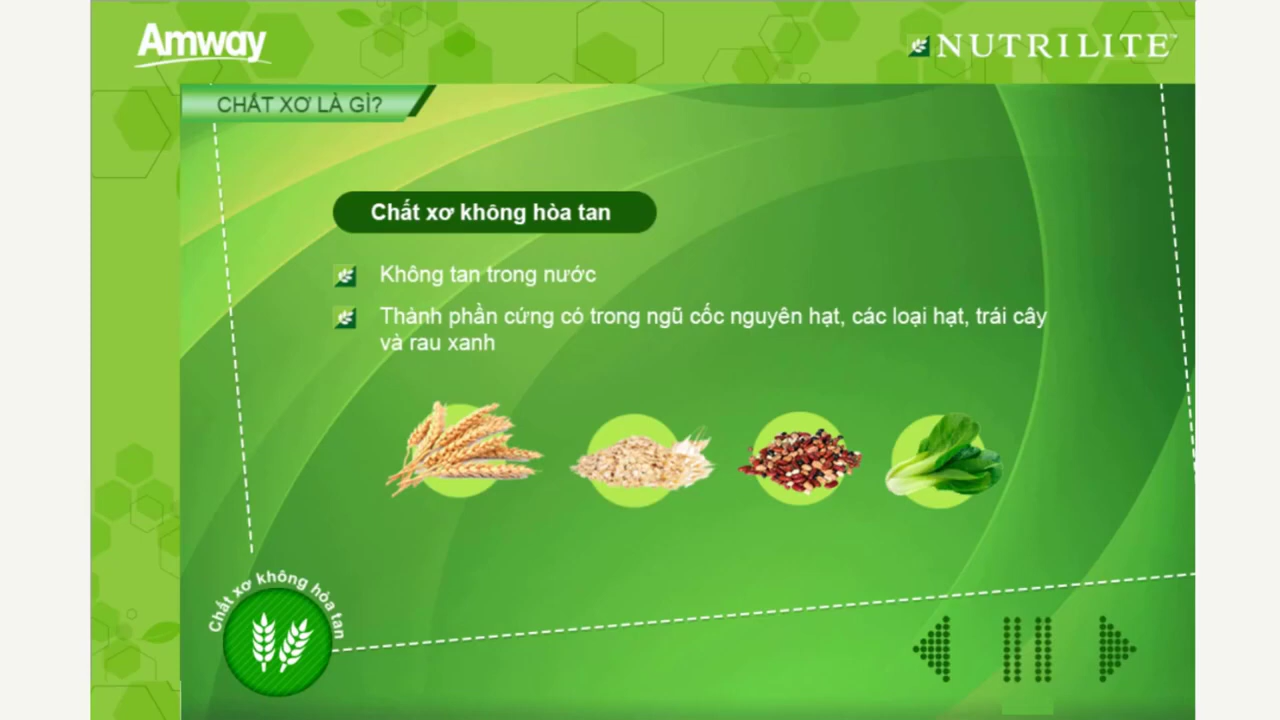 Amway
NUTRILITE™
CHẤT XƠ LÀ GÌ?
Chất xơ không hòa tan
Không tan trong nước
Thành phần cứng có trong ngũ cốc nguyên hạt, các loại hạt, trái cây
và rau xanh
Chất xơ không hòa tan